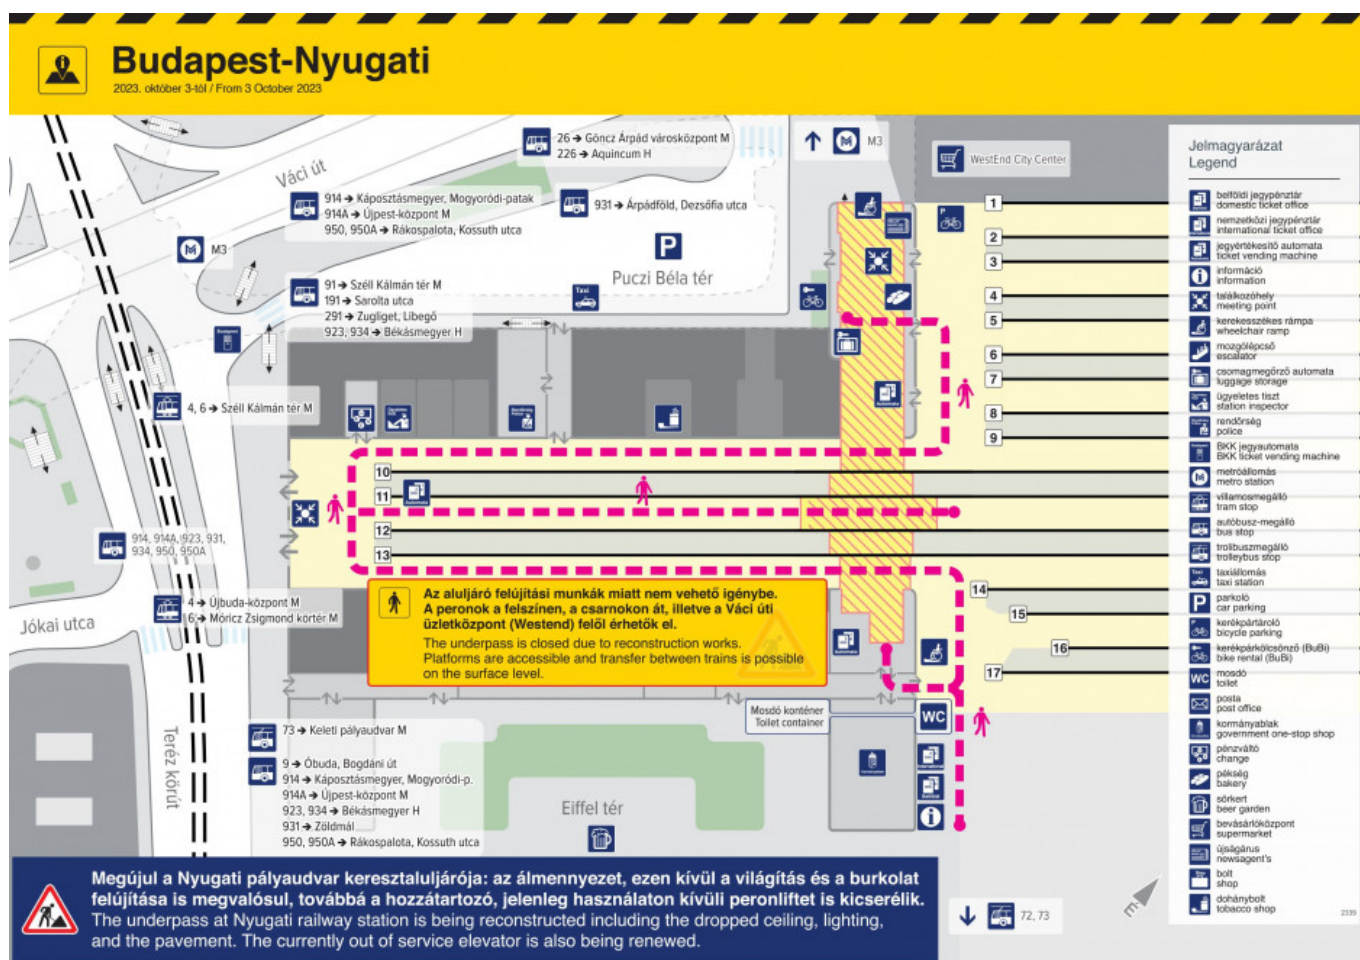 Budapest-Nyugati
2023. október 3-tól / From 3 October 2023
26 → Göncz Árpád városközpont M
226 → Aquincum H
M3
WestEnd City Center
Váci út
914 → Káposztásmegyer, Mogyoródi-patak
914A → Újpest-központ M
950, 950A → Rákospalota, Kossuth utca
931 → Árpádföld, Dezsőfia utca
M3
P
Puczi Béla tér
Taxi
91 → Széll Kálmán tér M
191 → Sarolta utca
291 → Zugliget, Libegő
923, 934 → Békásmegyer H
4, 6 → Széll Kálmán tér M
P
1
2
3
4
5
6
7
8
9
10
11
12
13
14
15
16
17
Automata
Automata
914, 914A, 923, 931,
934, 950, 950A
4 → Újbuda-központ M
6 → Móricz Zsigmond körtér M
Jókai utca
Teréz körút
Az aluljáró felújítási munkák miatt nem vehető igénybe.
A peronok a felszínen, a csarnokon át, illetve a Váci úti
üzletközpont (Westend) felől érhetők el.
The underpass is closed due to reconstruction works.
Platforms are accessible and transfer between trains is possible
on the surface level.
Automata
Mosdó konténer
Toilet container
WC
International
73 → Keleti pályaudvar M
9 → Óbuda, Bogdáni út
914 → Káposztásmegyer, Mogyoródi-p.
914A → Újpest-központ M
923, 934 → Békásmegyer H
931 → Zöldmál
950, 950A → Rákospalota, Kossuth utca
Eiffel tér
72, 73
Megújul a Nyugati pályaudvar keresztaluljárója: az álmennyezet, ezen kívül a világítás és a burkolat
felújítása is megvalósul, továbbá a hozzátartozó, jelenleg használaton kívüli peronliftet is kicserélik.
The underpass at Nyugati railway station is being reconstructed including the dropped ceiling, lighting,
and the pavement. The currently out of service elevator is also being renewed.
Jelmagyarázat
Legend
belföldi jegypénztár
domestic ticket office
nemzetközi jegypénztár
international ticket office
jegyértékesítő automata
ticket vending machine
információ
information
találkozóhely
meeting point
kerekesszékes rámpa
wheelchair ramp
mozgólépcső
escalator
csomagmegőrző automata
luggage storage
ügyeletes tiszt
station inspector
rendőrség
police
BKK jegyautomata
BKK ticket vending machine
metróállomás
metro station
villamosmegálló
tram stop
autóbusz-megálló
bus stop
trolibuszmegálló
trolleybus stop
Taxi
taxiállomás
taxi station
P
parkoló
car parking
kerékpártároló
bicycle parking
kerékpárkölcsönző (BuBi)
bike rental (BuBi)
WC
mosdó
toilet
posta
post office
kormányablak
government one-stop shop
pénzváltó
change
pékség
bakery
sörkert
beer garden
bevásárlóközpont
supermarket
újságárus
newsagent's
bolt
shop
dohánybolt
tobacco shop
2335